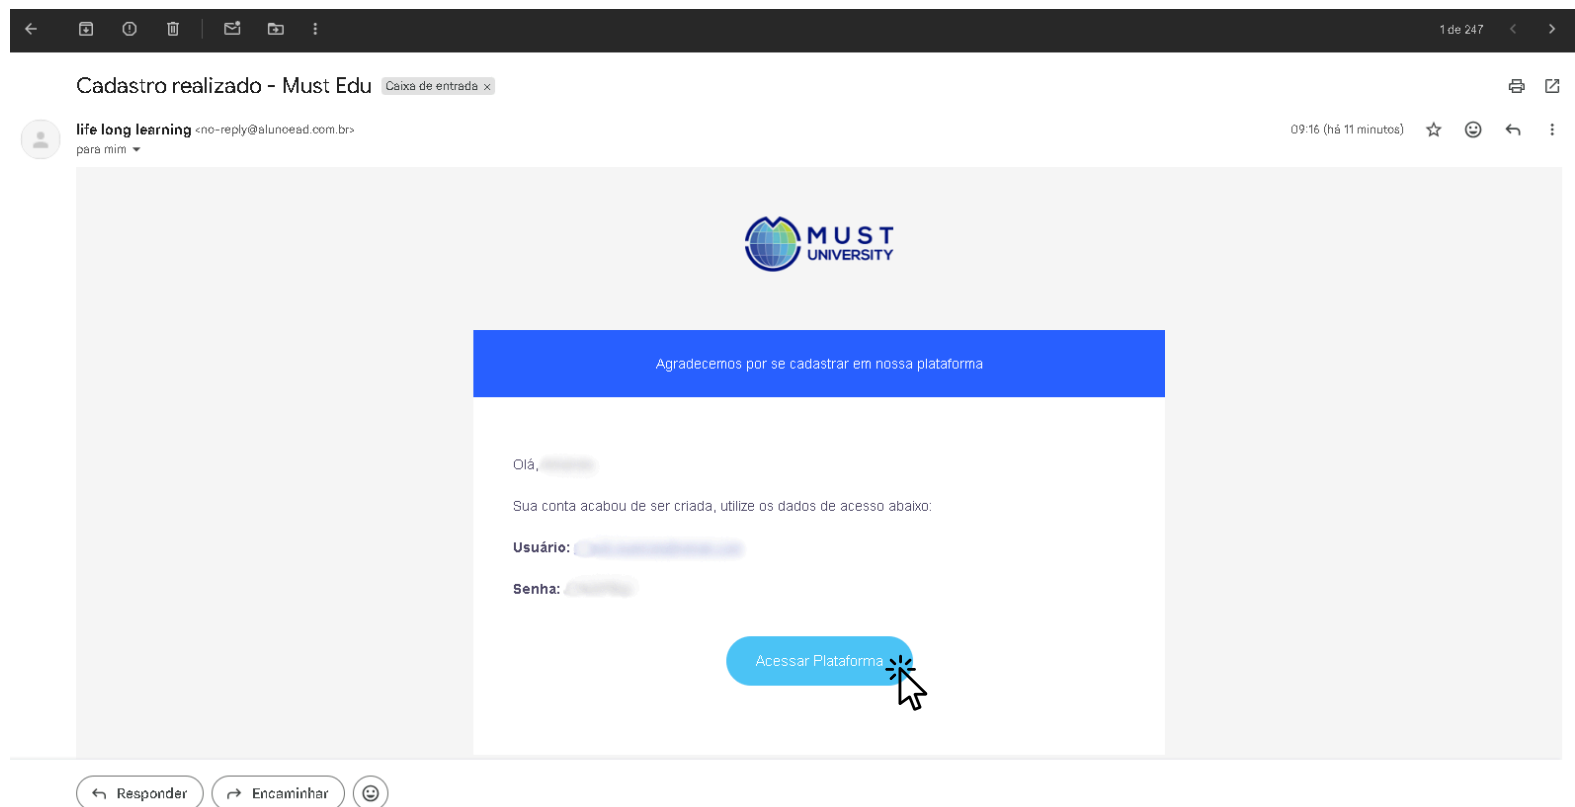 1 de 247
Cadastro realizado - Must Edu Caixa de entrada ×
life long learning <no-reply@alunoead.com.br> 09:16 (há 11 minutos)
para mim
MUST
UNIVERSITY
Agradecemos por se cadastrar em nossa plataforma
Olá,
Sua conta acabou de ser criada, utilize os dados de acesso abaixo:
Usuário:
Senha:
Acessar Plataforma
Responder Encaminhar